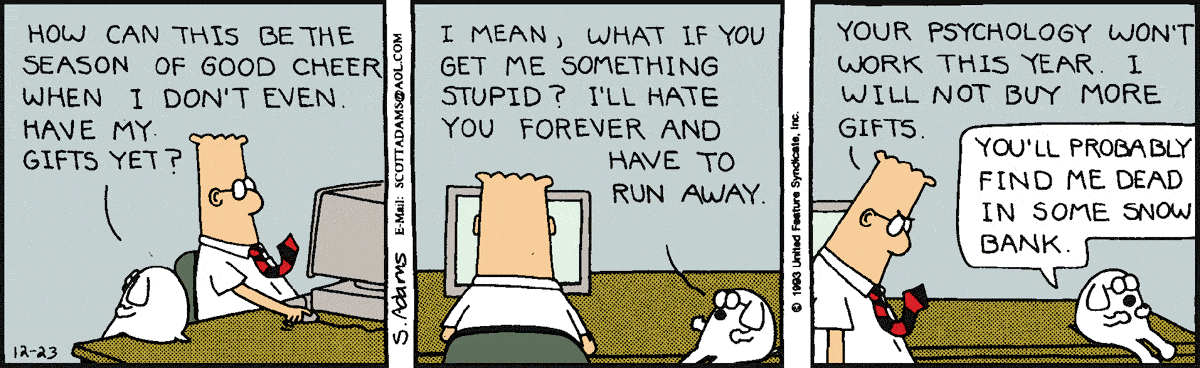 HOW CAN THIS BE THE
SEASON OF GOOD CHEER
WHEN I DON'T EVEN.
HAVE MY.
GIFTS YET?
12-23
S. Adams E-Mail: SCOTTADAMS@AOL.COM
I MEAN, WHAT IF YOU
GET ME SOMETHING
STUPID? I'LL HATE
YOU FOREVER AND
HAVE TO
RUN AWAY.
© 1993 United Feature Syndicate, Inc.
YOUR PSYCHOLOGY WON'T
WORK THIS YEAR. I
WILL NOT BUY MORE
GIFTS.
YOU'LL PROBABLY
FIND ME DEAD
IN SOME SNOW
BANK.